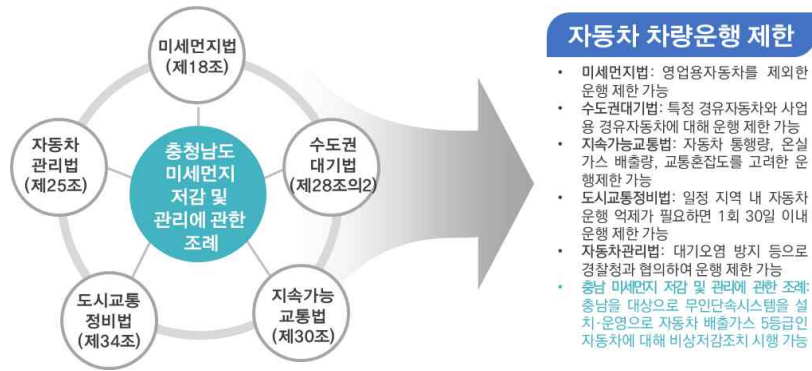 미세먼지법
(제18조)
자동차
관리법
(제25조)
수도권
대기법
(제28조의2)
충청남도
미세먼지
저감 및
관리에 관한
조례
도시교통
정비법
(제34조)
지속가능
교통법
(제30조)
자동차 차량운행 제한
• 미세먼지법: 영업용자동차를 제외한
운행 제한 가능
• 수도권대기법: 특정 경유자동차와 사업
용 경유자동차에 대해 운행 제한 가능
• 지속가능교통법: 자동차 통행량, 온실
가스 배출량, 교통혼잡도를 고려한 운
행제한 가능
• 도시교통정비법: 일정 지역 내 자동차
운행 억제가 필요하면 1회 30일 이내
운행 제한 가능
• 자동차관리법: 대기오염 방지 등으로
경찰청과 협의하여 운행 제한 가능
• 충남 미세먼지 저감 및 관리에 관한 조례:
충남을 대상으로 무인단속시스템을 설
치·운영으로 자동차 배출가스 5등급인
자동차에 대해 비상저감조치 시행 가능